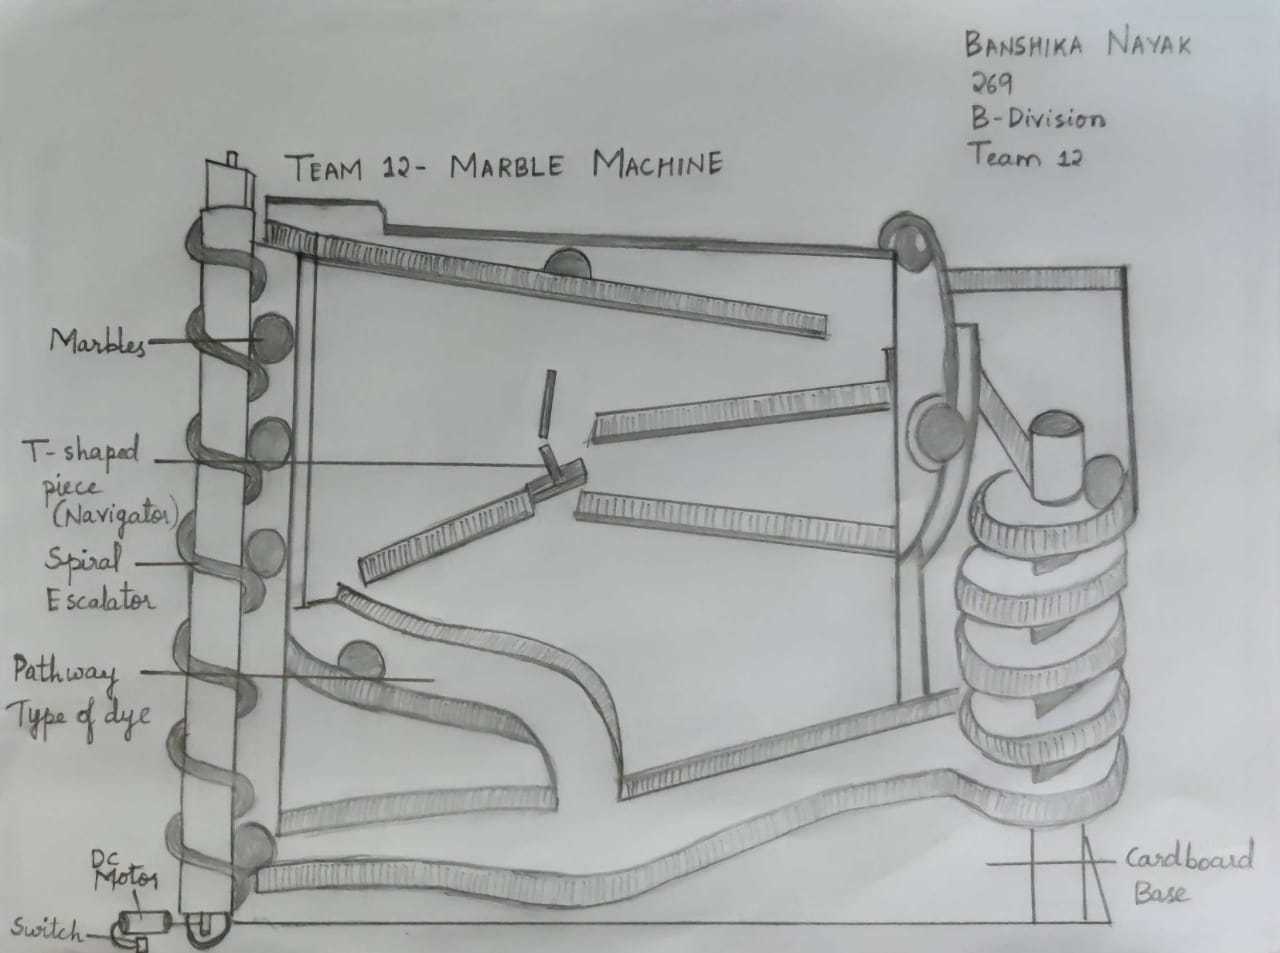 BANSHIKA NAYAK
269
B-Division
Team 12
TEAM 12- MARBLE MACHINE
Marbles
T-shaped
piece
(Navigator)
Spiral
Escalator
Pathway
Type of dye
DC
Motor
Switch
Cardboard
Base